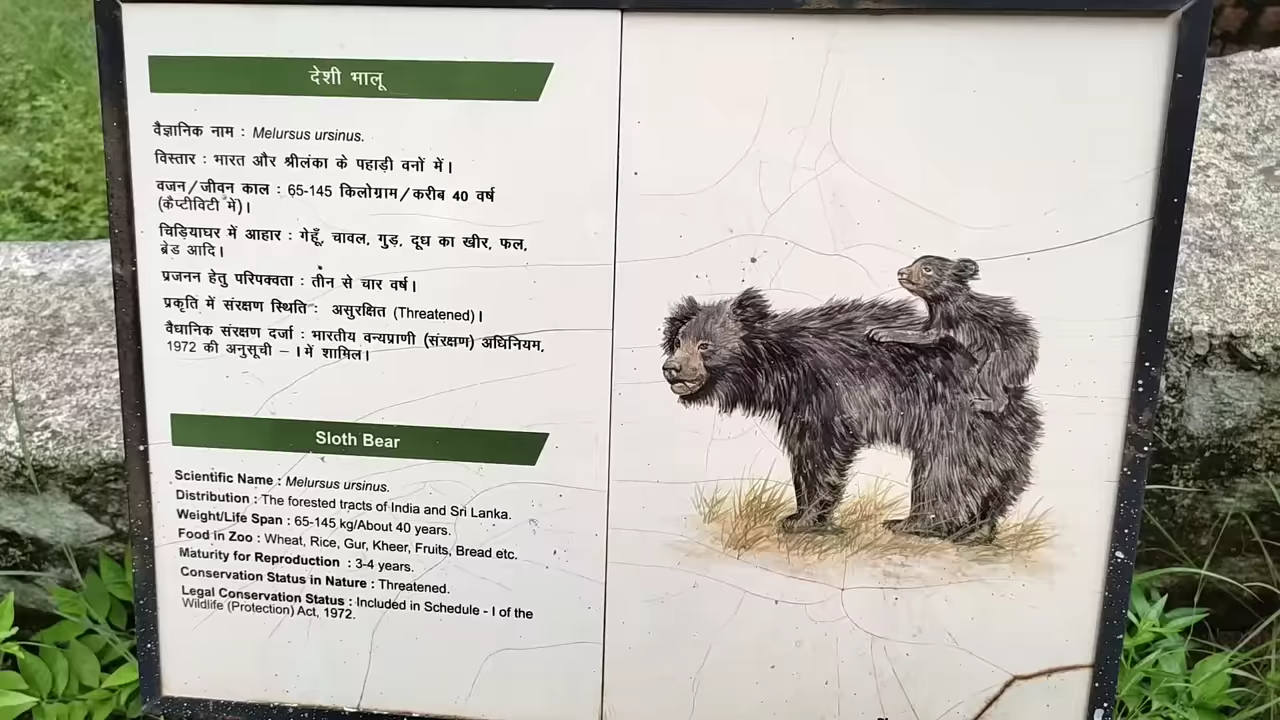 देशी भालू
वैज्ञानिक नाम : Melursus ursinus.
विस्तार : भारत और श्रीलंका के पहाड़ी वनों में।
वजन/जीवन काल : 65-145 किलोग्राम/करीब 40 वर्ष
(कैप्टीविटी में)।
चिड़ियाघर में आहार : गेहूँ, चावल, गुड़, दूध का खीर, फल,
ब्रेड आदि।
प्रजनन हेतु परिपक्वता : तीन से चार वर्ष।
प्रकृति में संरक्षण स्थिति : असुरक्षित (Threatened)।
वैधानिक संरक्षण दर्जा : भारतीय वन्यप्राणी (संरक्षण) अधिनियम,
1972 की अनुसूची – I में शामिल।
Sloth Bear
Scientific Name : Melursus ursinus.
Distribution : The forested tracts of India and Sri Lanka.
Weight/Life Span : 65-145 kg/About 40 years.
Food in Zoo : Wheat, Rice, Gur, Kheer, Fruits, Bread etc.
Maturity for Reproduction : 3-4 years.
Conservation Status in Nature : Threatened.
Legal Conservation Status : Included in Schedule - I of the
Wildlife (Protection) Act, 1972.